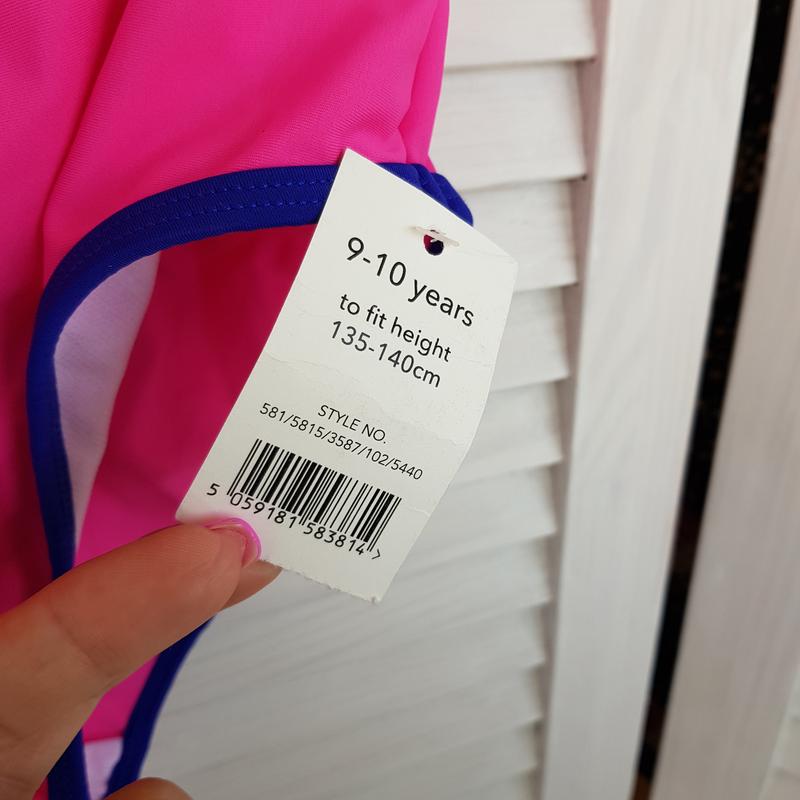 9-10 years
to fit height
135-140cm
STYLE NO.
581/5815/3587/102/5440
5 059181 583814 >